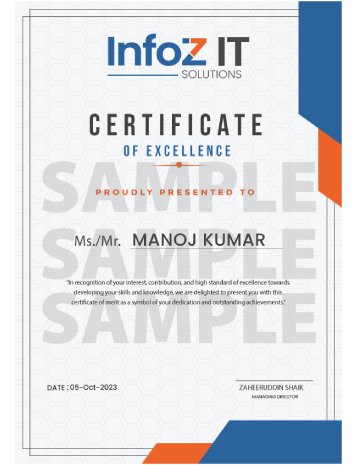 InfoZ IT
SOLUTIONS
CERTIFICATE
OF EXCELLENCE
SAMPLE
PROUDLY PRESENTED TO
SAMPLE
Ms./Mr. MANOJ KUMAR
"In recognition of your interest, contribution, and high standard of excellence towards
developing your skills and knowledge, we are delighted to present you with this
certificate of merit as a symbol of your dedication and outstanding achievements."
SAMPLE
DATE : 05-Oct-2023
ZAHEERUDDIN SHAIK
MANAGING DIRECTOR